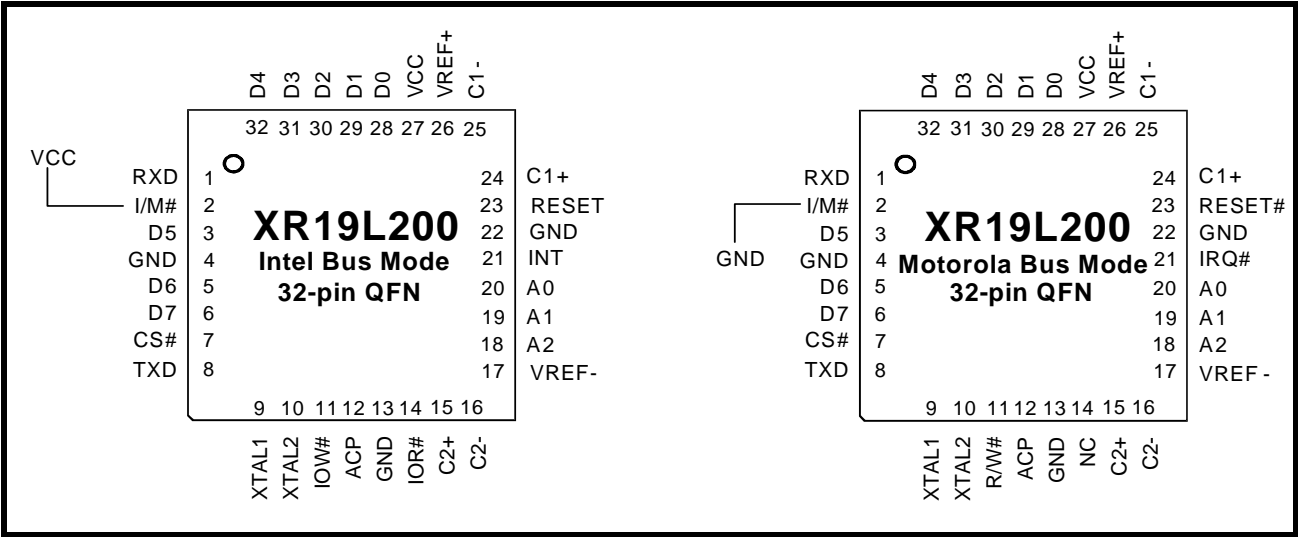 D4 D3 D2 D1 D0 VCC VREF+ C1-
32 31 30 29 28 27 26 25
VCC
RXD 1 24 C1+
I/M# 2 23 RESET
D5 3 22 GND
GND 4 21 INT
D6 5 20 A0
D7 6 19 A1
CS# 7 18 A2
TXD 8 17 VREF-
XR19L200
Intel Bus Mode
32-pin QFN
9 10 11 12 13 14 15 16
XTAL1 XTAL2 IOW# ACP GND IOR# C2+ C2-
D4 D3 D2 D1 D0 VCC VREF+ C1-
32 31 30 29 28 27 26 25
RXD 1 24 C1+
I/M# 2 23 RESET#
D5 3 22 GND
GND
GND 4 21 IRQ#
D6 5 20 A0
D7 6 19 A1
CS# 7 18 A2
TXD 8 17 VREF-
XR19L200
Motorola Bus Mode
32-pin QFN
9 10 11 12 13 14 15 16
XTAL1 XTAL2 R/W# ACP GND NC C2+ C2-